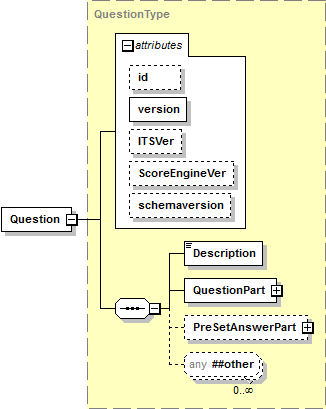 QuestionType
attributes
id
version
ITSVer
ScoreEngineVer
schemaversion
Question
Description
QuestionPart
PreSetAnswerPart
any ##other
0..∞